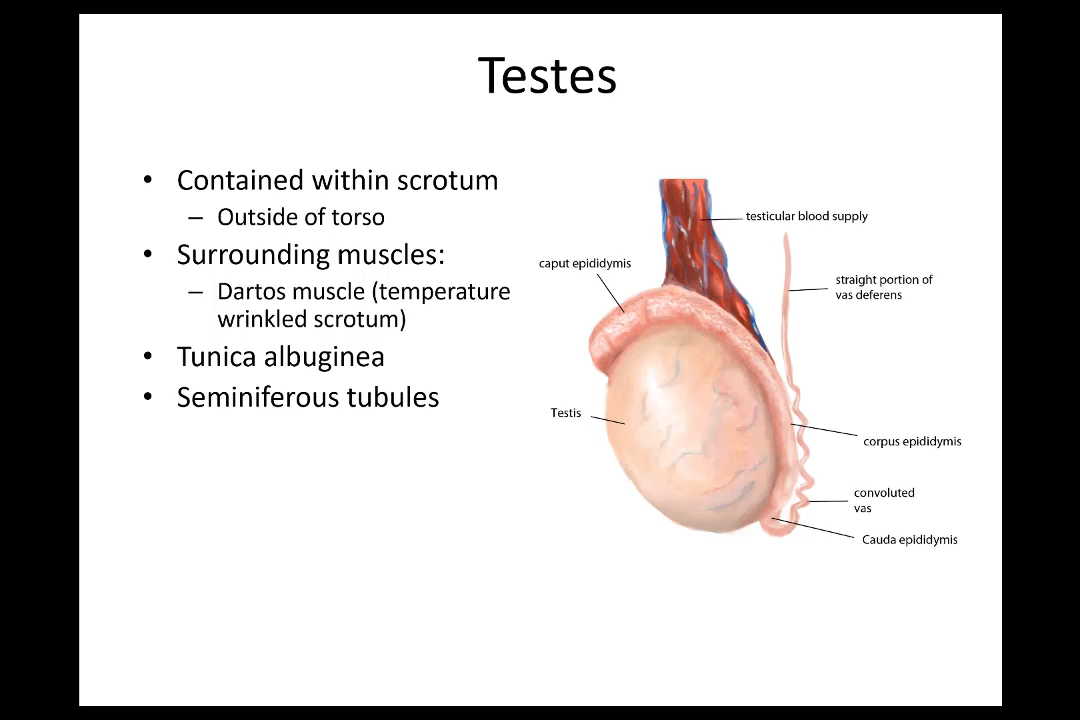 Testes
• Contained within scrotum
– Outside of torso
• Surrounding muscles:
– Dartos muscle (temperature
wrinkled scrotum)
• Tunica albuginea
• Seminiferous tubules
testicular blood supply
caput epididymis
straight portion of
vas deferens
Testis
corpus epididymis
convoluted
vas
Cauda epididymis